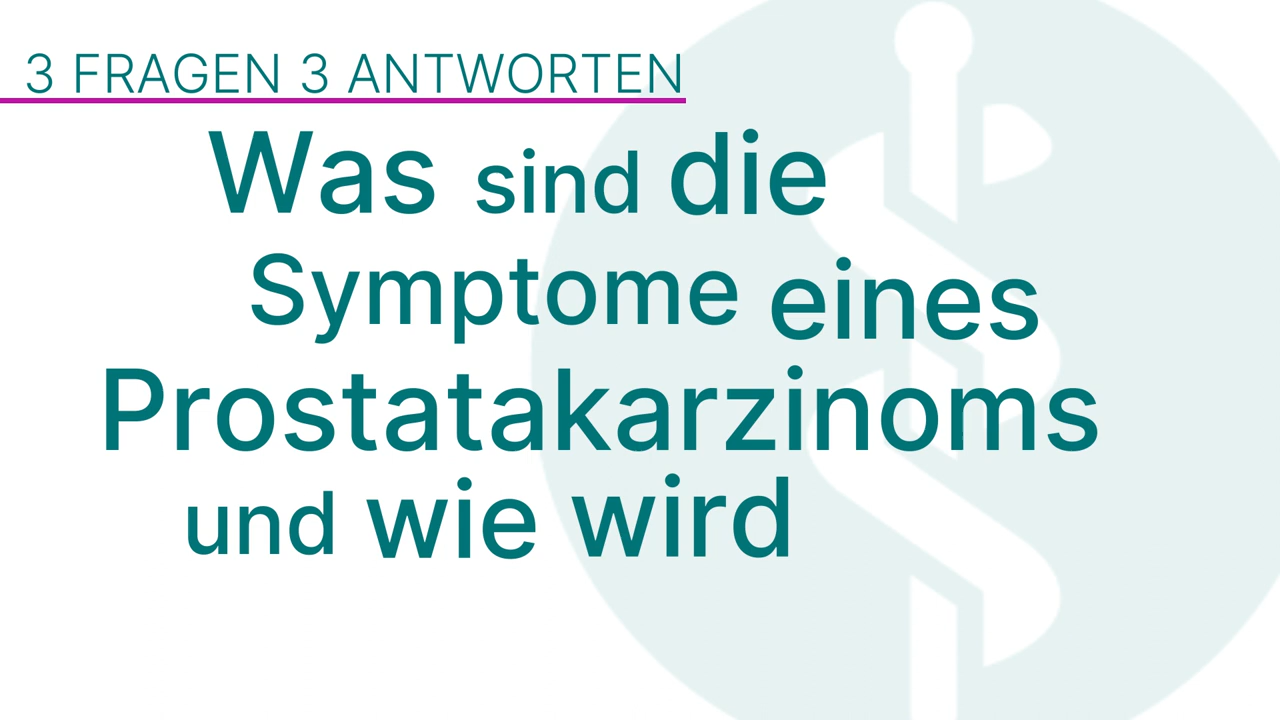 3 FRAGEN 3 ANTWORTEN
Was sind die
Symptome eines
Prostatakarzinoms
und wie wird